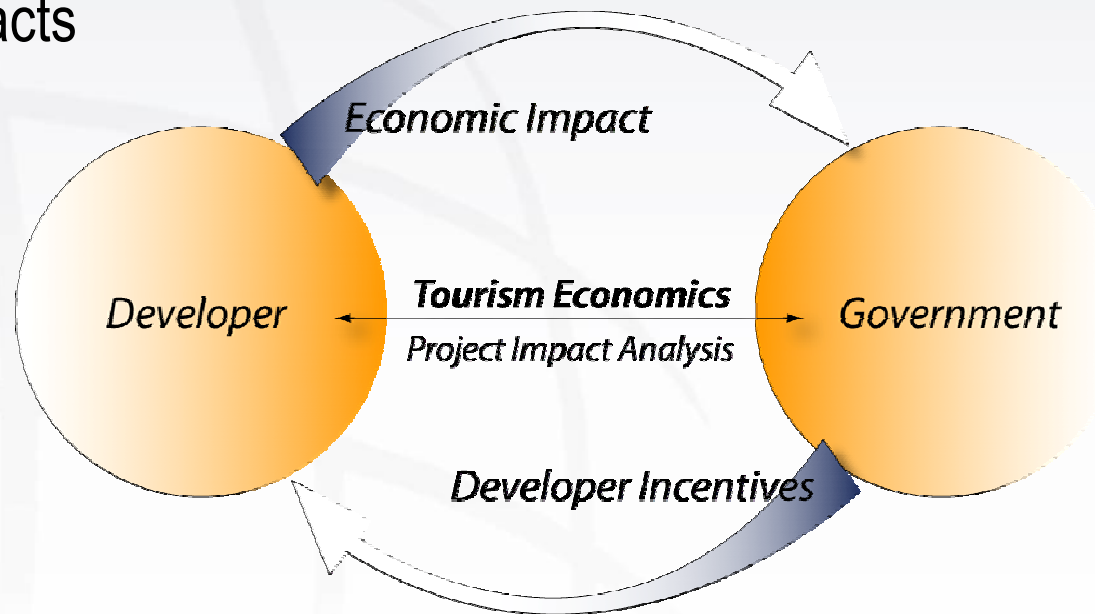 acts
Economic Impact
Tourism Economics
Developer
Government
Project Impact Analysis
Developer Incentives